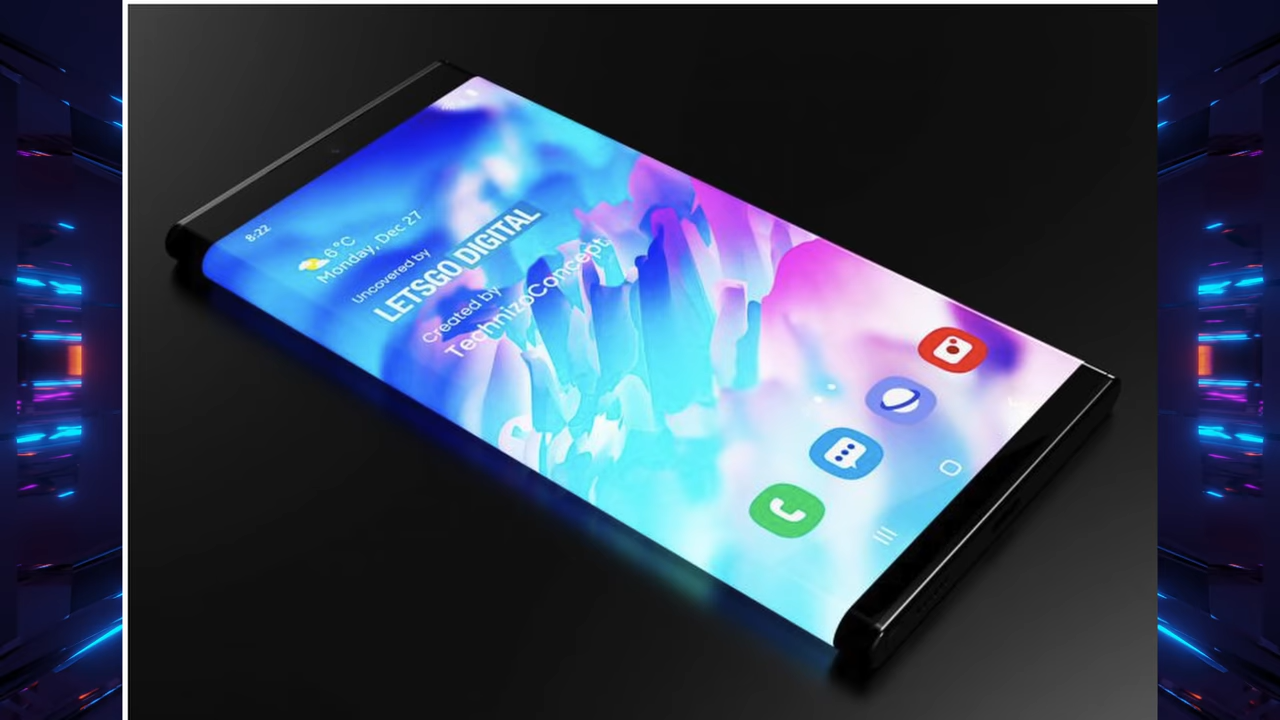 8:22
6°C
Monday, Dec 27
Uncovered by
LETSGO DIGITAL
Created by
TechnizoConcept